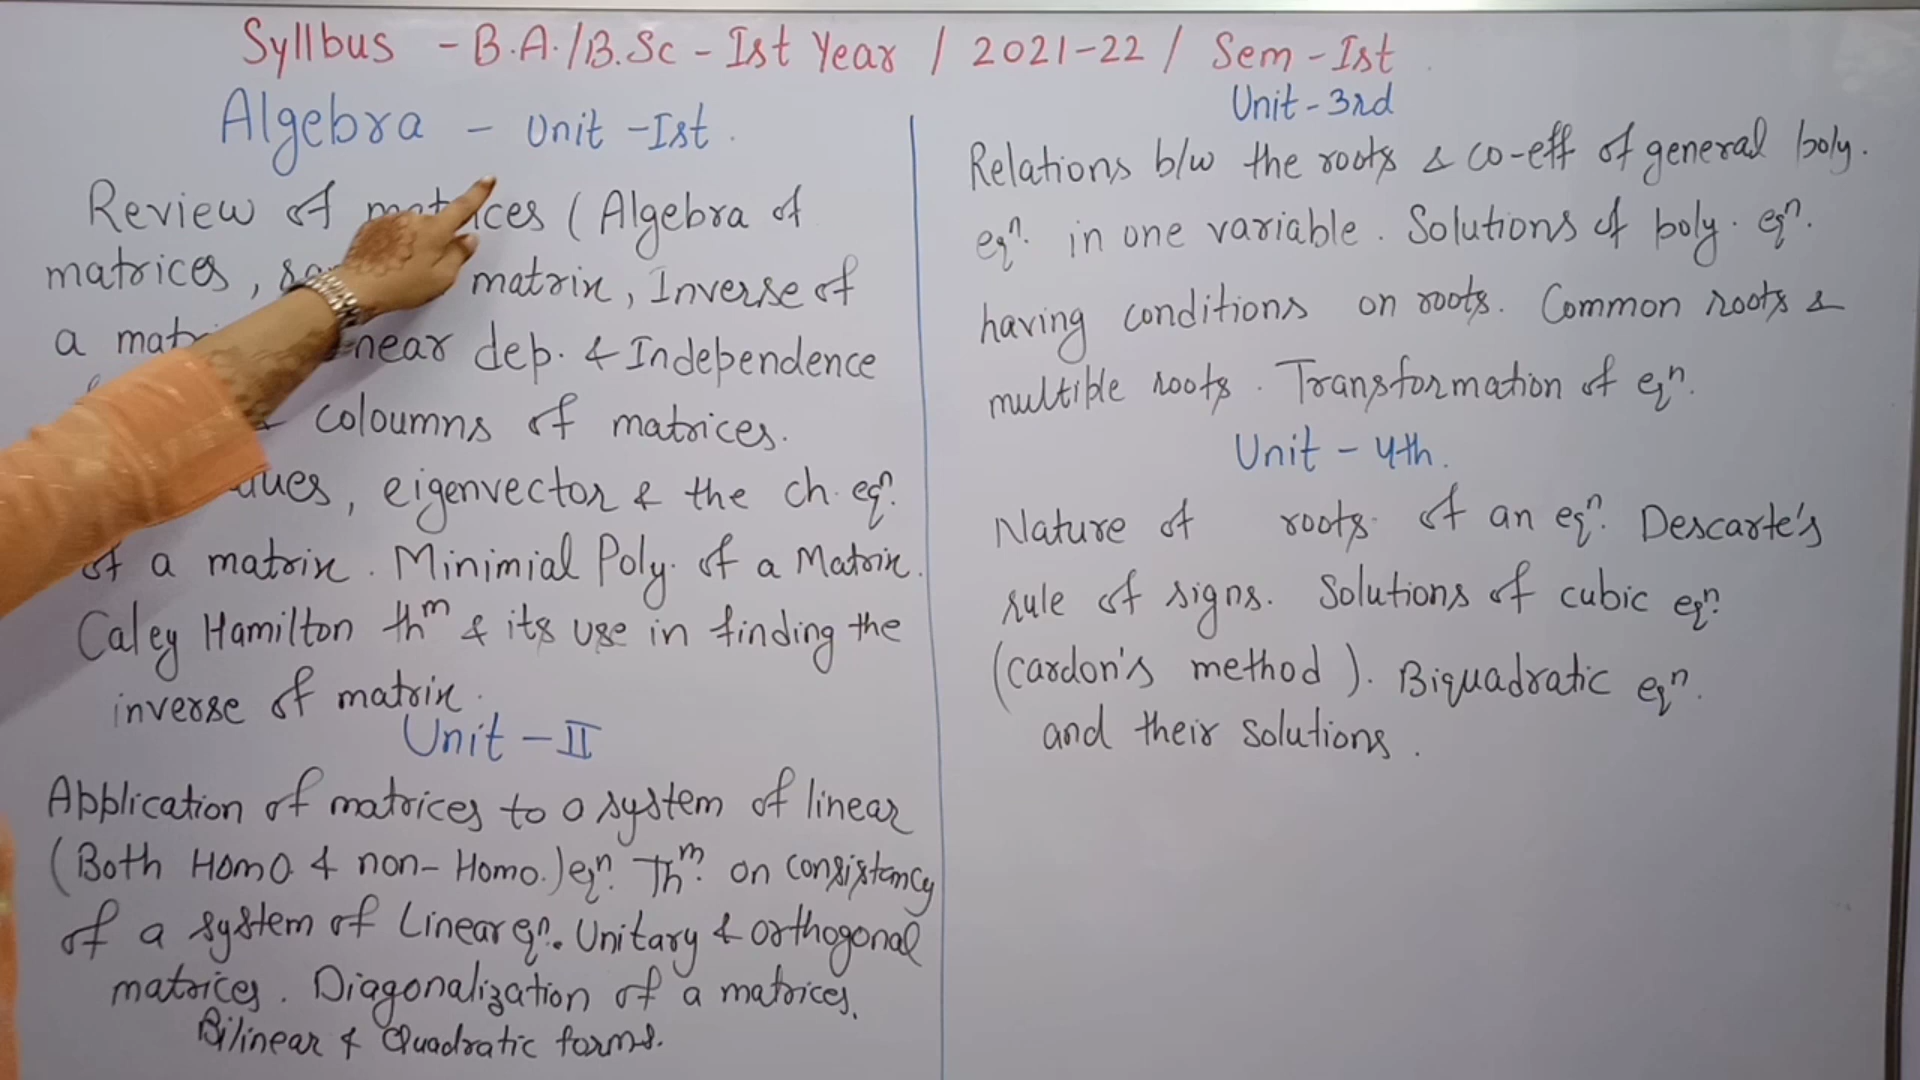 Syllbus - B.A./B.Sc - Ist Year / 2021-22 / Sem - Ist
Algebra - Unit - Ist.
Review of matrices (Algebra of
matrices, matrix, Inverse of
a near dep. & Independence
coloumns of matrices.
eigenvector & the ch. eqn.
of a matrix. Minimial Poly. of a Matrix.
Caley Hamilton thm & its use in finding the
inverse of matrix.
Unit - II
Application of matrices to a system of linear
(Both Homo. & non-Homo.) eqn. Thm. on consistancy
of a system of Linear eqn. Unitary & orthogonal
matrices. Diagonalization of a matrices.
Bilinear & Quadratic forms.
Unit - 3rd
Relations b/w the roots & co-eff of general poly.
eqn. in one variable. Solutions of poly. eqn.
having conditions on roots. Common roots &
multiple roots. Transformation of eqn.
Unit - 4th.
Nature of roots. of an eqn. Descarte's
rule of signs. Solutions of cubic eqn.
(cardon's method). Biquadratic eqn.
and their solutions.